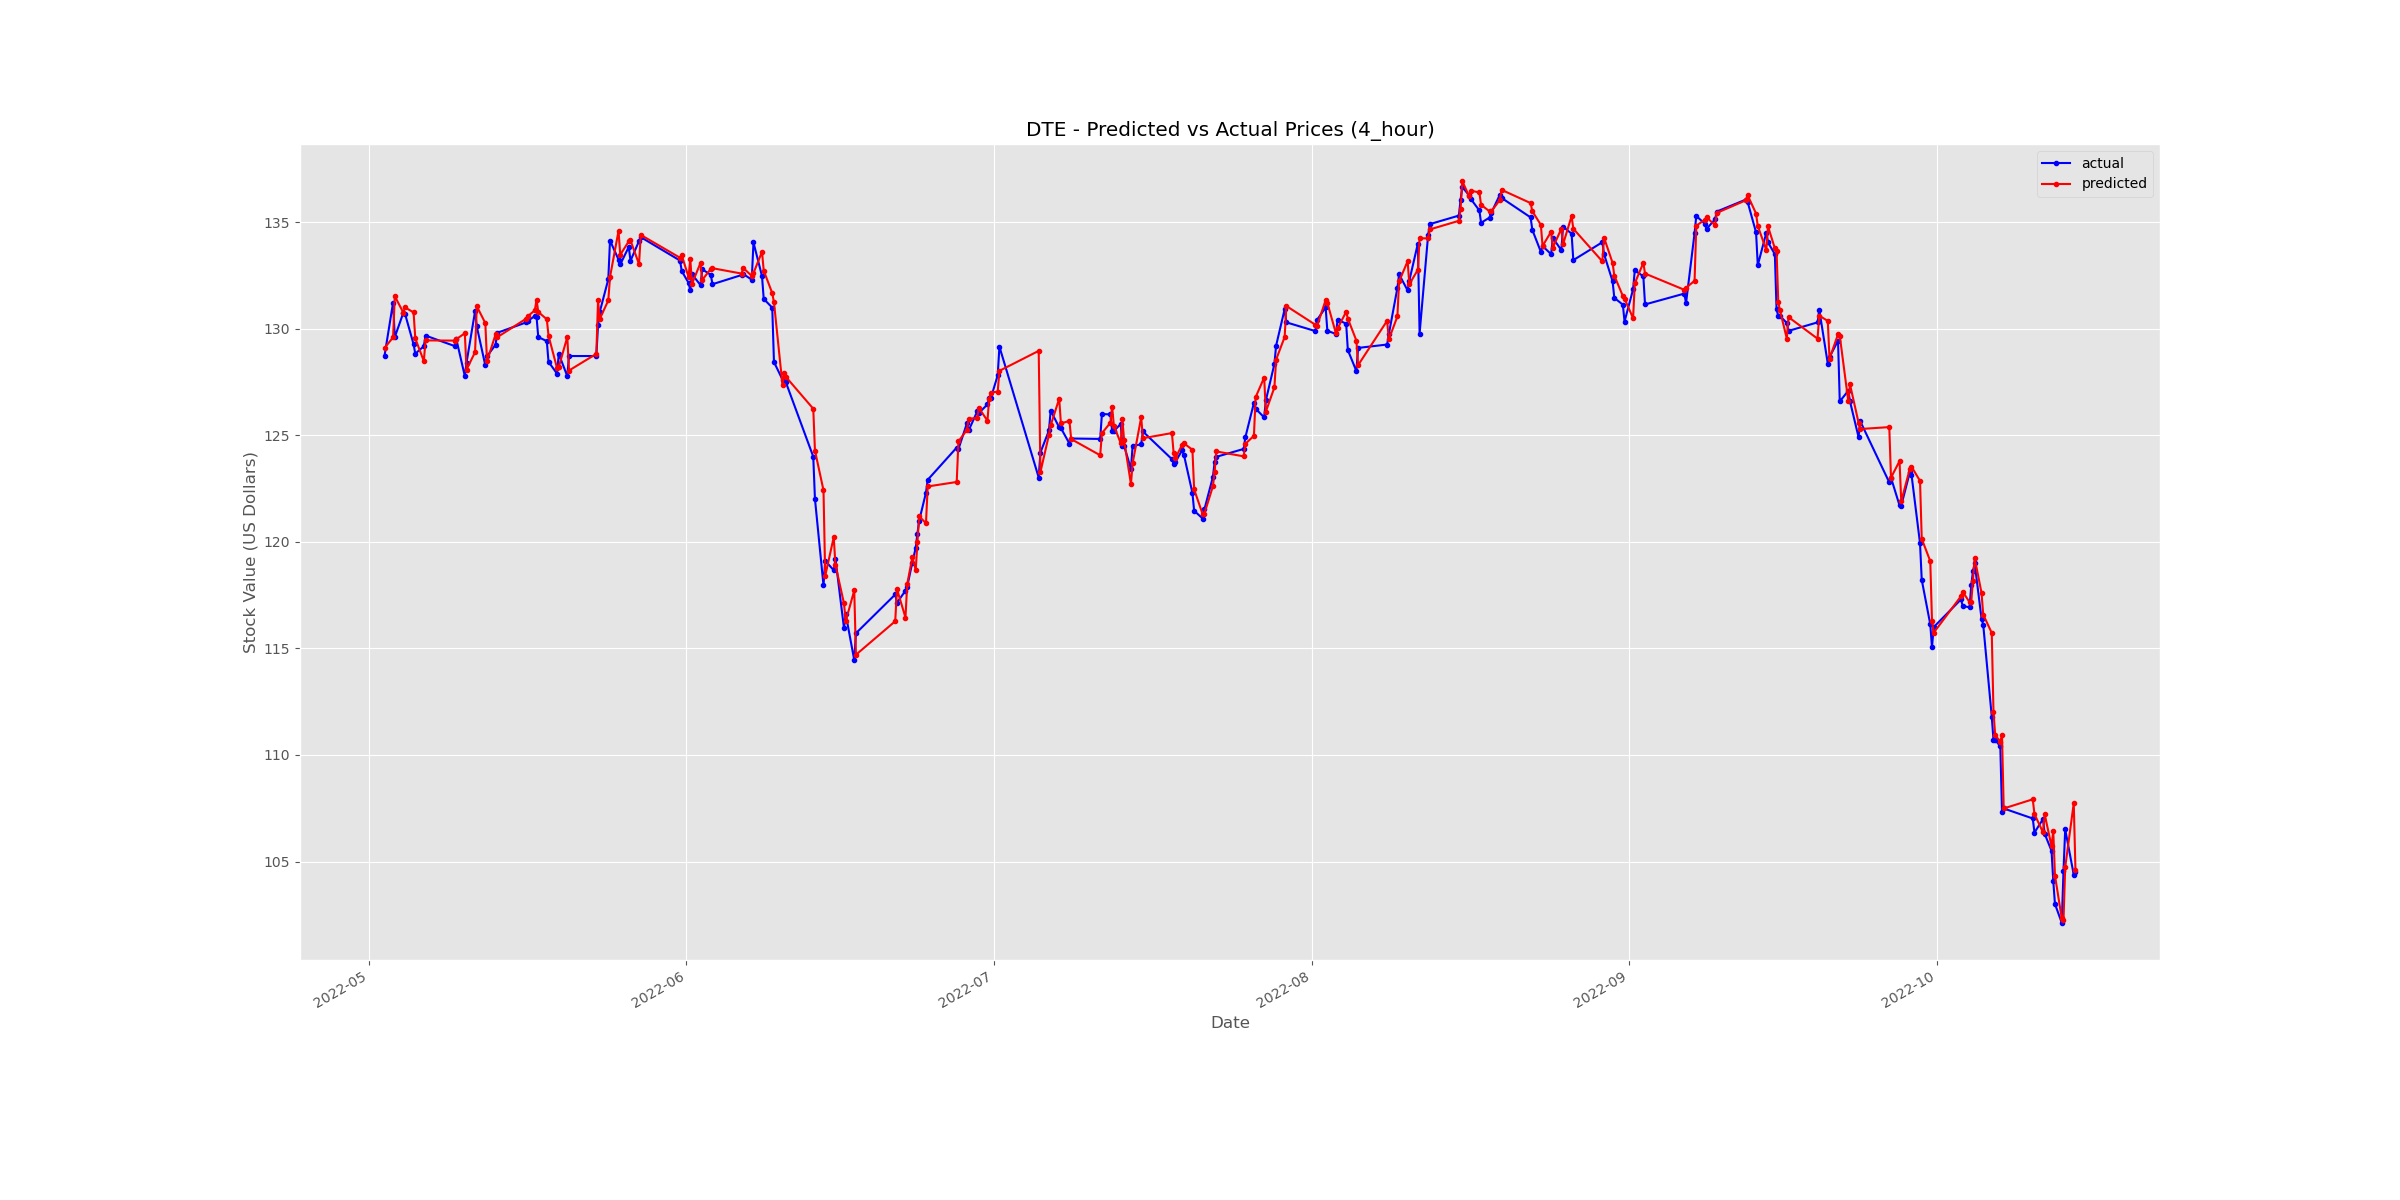 DTE - Predicted vs Actual Prices (4_hour)
actual
predicted
135
130
125
120
115
110
105
Stock Value (US Dollars)
2022-05
2022-06
2022-07
2022-08
2022-09
2022-10
Date